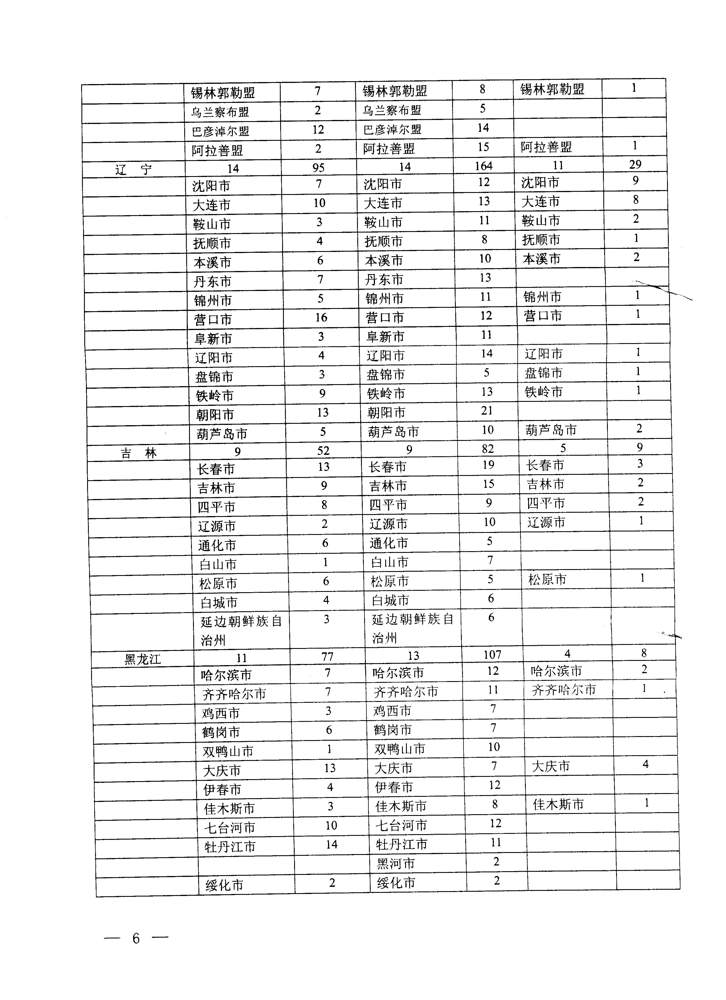 锡林郭勒盟 7 锡林郭勒盟 8 锡林郭勒盟 1
乌兰察布盟 2 乌兰察布盟 5
巴彦淖尔盟 12 巴彦淖尔盟 14
阿拉善盟 2 阿拉善盟 15 阿拉善盟 1
辽 宁 14 95 14 164 11 29
沈阳市 7 沈阳市 12 沈阳市 9
大连市 10 大连市 13 大连市 8
鞍山市 3 鞍山市 11 鞍山市 2
抚顺市 4 抚顺市 8 抚顺市 1
本溪市 6 本溪市 10 本溪市 2
丹东市 7 丹东市 13
锦州市 5 锦州市 11 锦州市 1
营口市 16 营口市 12 营口市 1
阜新市 3 阜新市 11
辽阳市 4 辽阳市 14 辽阳市 1
盘锦市 3 盘锦市 5 盘锦市 1
铁岭市 9 铁岭市 13 铁岭市 1
朝阳市 13 朝阳市 21
葫芦岛市 5 葫芦岛市 10 葫芦岛市 2
吉 林 9 52 9 82 5 9
长春市 13 长春市 19 长春市 3
吉林市 9 吉林市 15 吉林市 2
四平市 8 四平市 9 四平市 2
辽源市 2 辽源市 10 辽源市 1
通化市 6 通化市 5
白山市 1 白山市 7
松原市 6 松原市 5 松原市 1
白城市 4 白城市 6
延边朝鲜族自 3 延边朝鲜族自 6
治州 治州
黑龙江 11 77 13 107 4 8
哈尔滨市 7 哈尔滨市 12 哈尔滨市 2
齐齐哈尔市 7 齐齐哈尔市 11 齐齐哈尔市 1
鸡西市 3 鸡西市 7
鹤岗市 6 鹤岗市 7
双鸭山市 1 双鸭山市 10
大庆市 13 大庆市 7 大庆市 4
伊春市 4 伊春市 12
佳木斯市 3 佳木斯市 8 佳木斯市 1
七台河市 10 七台河市 12
牡丹江市 14 牡丹江市 11
黑河市 2
绥化市 2 绥化市 2
— 6 —